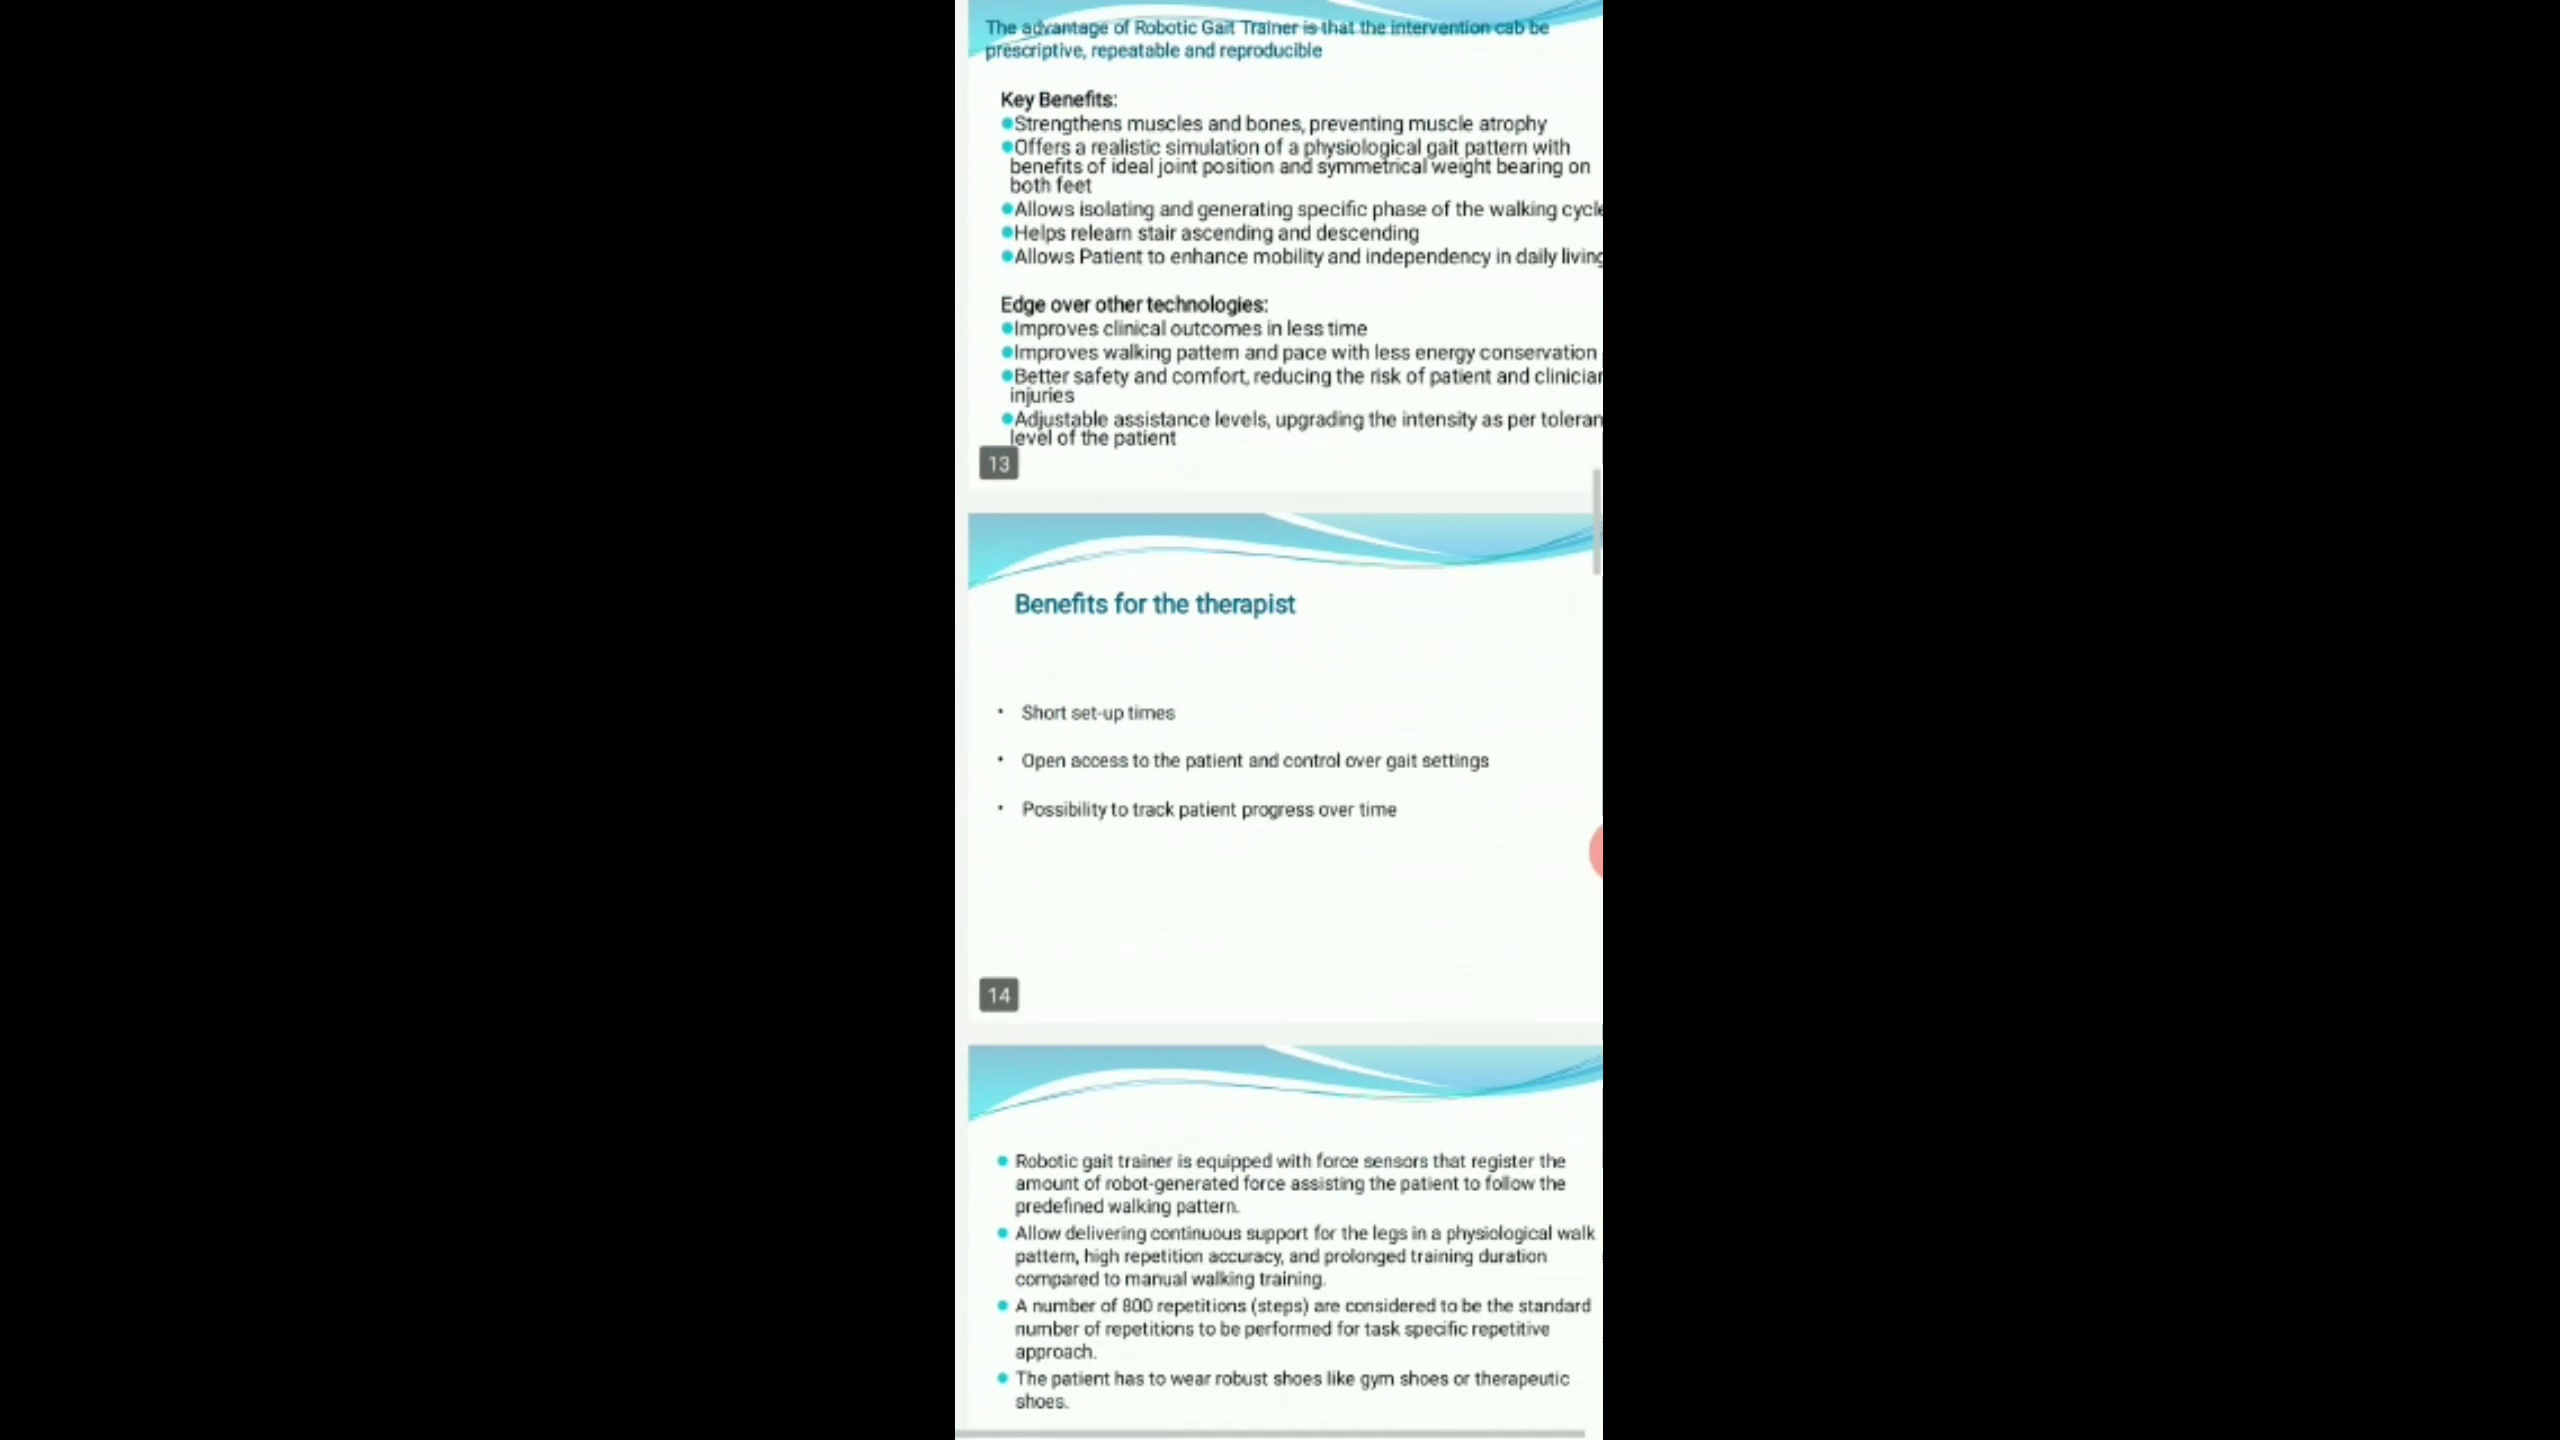 The advantage of Robotic Gait Trainer is that the intervention cab be
prescriptive, repeatable and reproducible
Key Benefits:
Strengthens muscles and bones, preventing muscle atrophy
Offers a realistic simulation of a physiological gait pattern with
benefits of ideal joint position and symmetrical weight bearing on
both feet
Allows isolating and generating specific phase of the walking cycle
Helps relearn stair ascending and descending
Allows Patient to enhance mobility and independency in daily living
Edge over other technologies:
Improves clinical outcomes in less time
Improves walking pattern and pace with less energy conservation
Better safety and comfort, reducing the risk of patient and clinician
injuries
Adjustable assistance levels, upgrading the intensity as per toleran
level of the patient
13
Benefits for the therapist
• Short set-up times
• Open access to the patient and control over gait settings
• Possibility to track patient progress over time
14
Robotic gait trainer is equipped with force sensors that register the
amount of robot-generated force assisting the patient to follow the
predefined walking pattern.
Allow delivering continuous support for the legs in a physiological walk
pattern, high repetition accuracy, and prolonged training duration
compared to manual walking training.
A number of 800 repetitions (steps) are considered to be the standard
number of repetitions to be performed for task specific repetitive
approach.
The patient has to wear robust shoes like gym shoes or therapeutic
shoes.